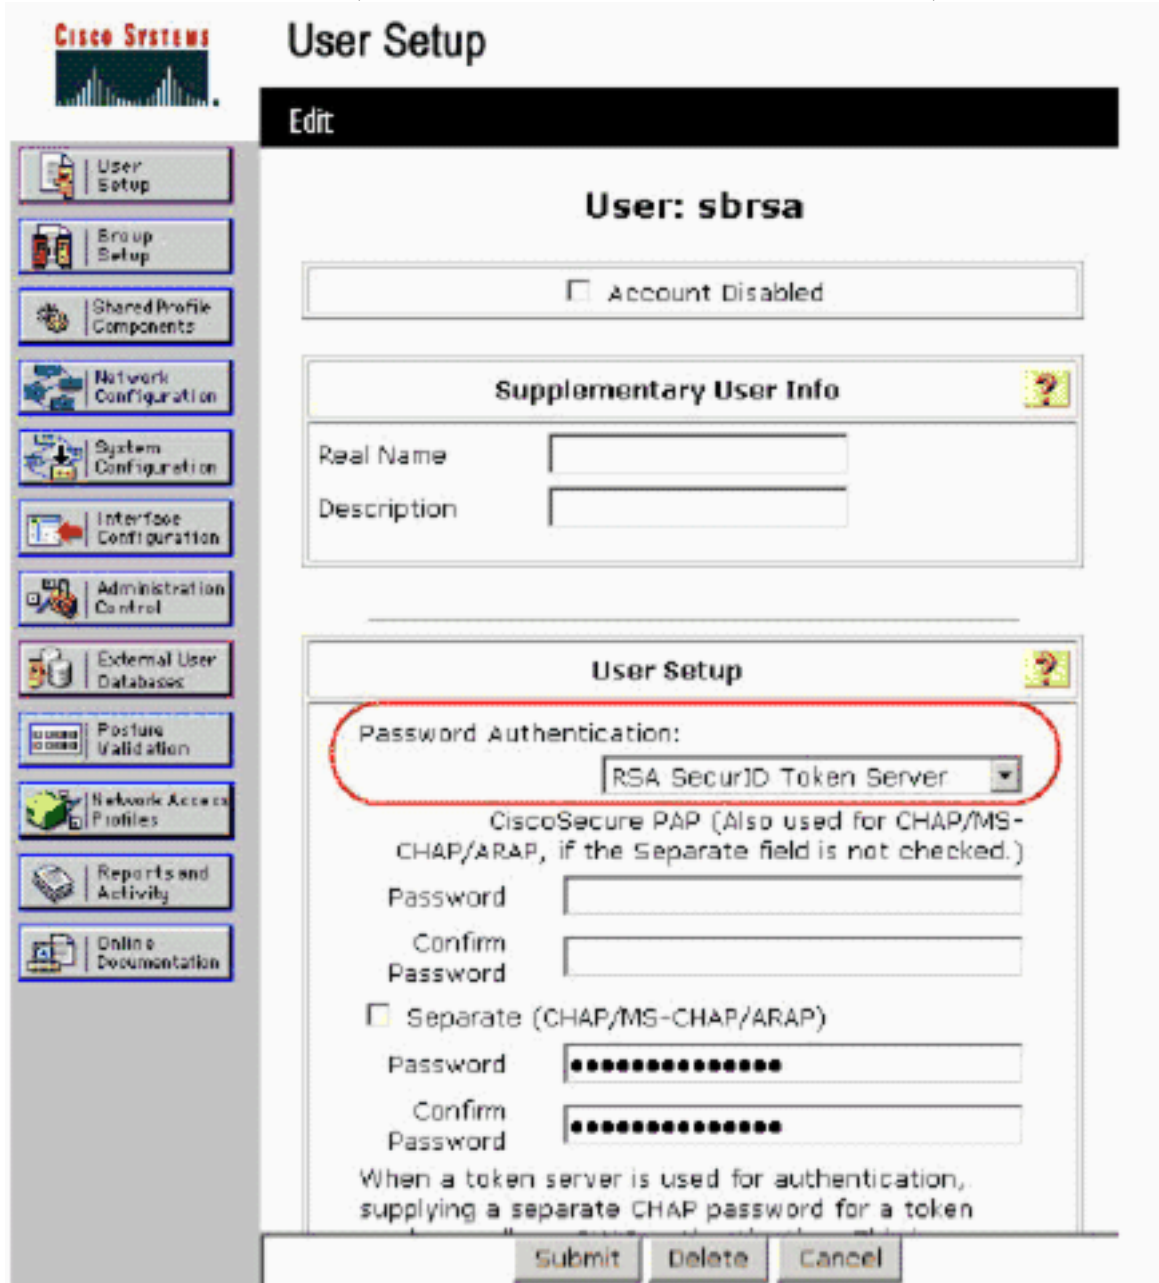 CISCO SYSTEMS
User Setup
Edit
User
Setup
Group
Setup
Shared Profile
Components
Network
Configuration
System
Configuration
Interface
Configuration
Administration
Control
External User
Databases
Posture
Validation
Network Access
Profiles
Reports and
Activity
Online
Documentation
User: sbrsa
Account Disabled
Supplementary User Info
?
Real Name
Description
User Setup
?
Password Authentication:
RSA SecurID Token Server
CiscoSecure PAP (Also used for CHAP/MS-
CHAP/ARAP, if the Separate field is not checked.)
Password
Confirm
Password
Separate (CHAP/MS-CHAP/ARAP)
Password
Confirm
Password
When a token server is used for authentication,
supplying a separate CHAP password for a token
Submit Delete Cancel